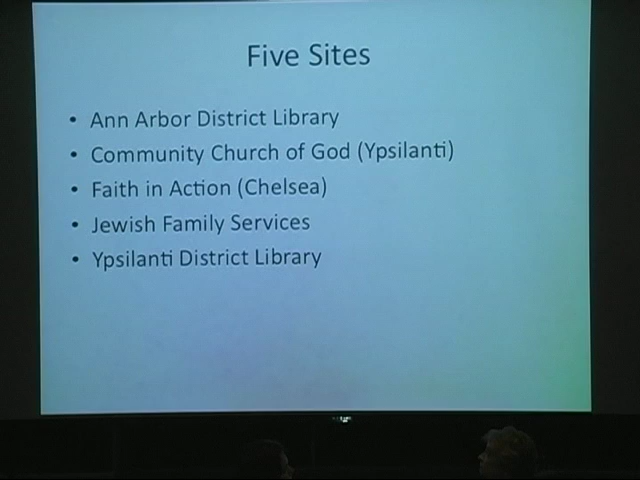 Five Sites
• Ann Arbor District Library
• Community Church of God (Ypsilanti)
• Faith in Action (Chelsea)
• Jewish Family Services
• Ypsilanti District Library